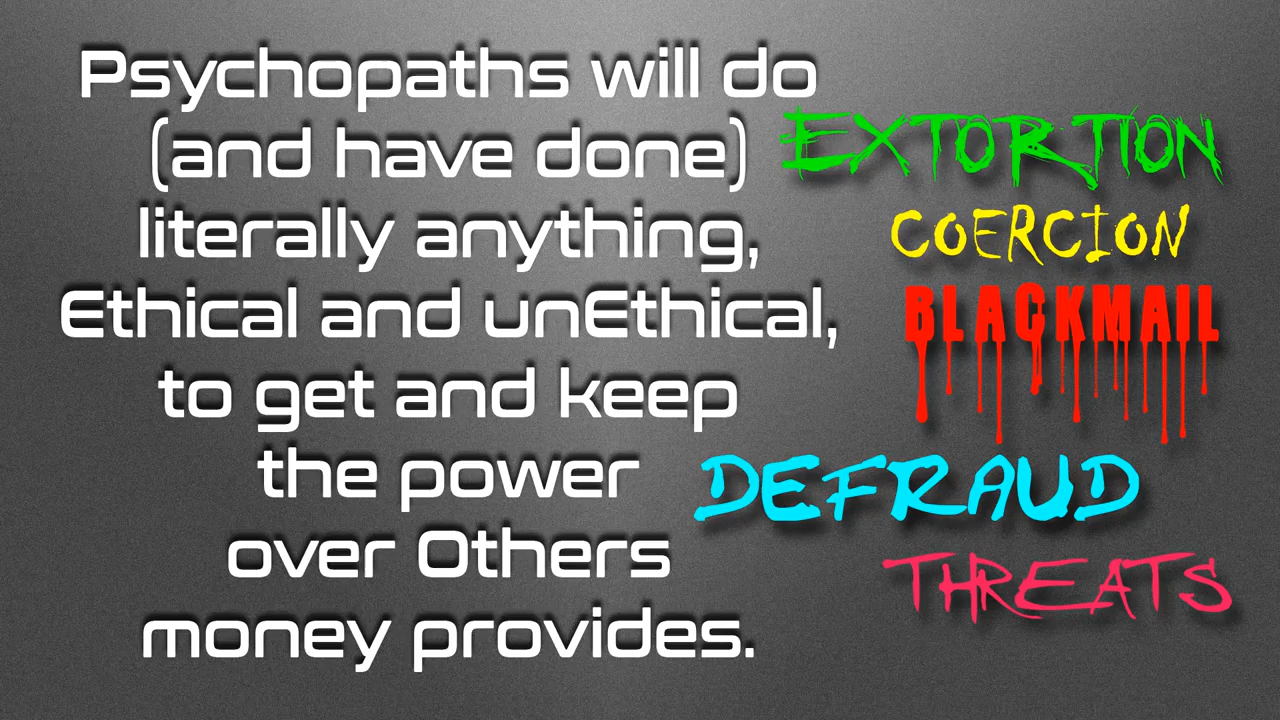 Psychopaths will do
(and have done)
literally anything,
Ethical and unEthical,
to get and keep
the power
over Others
money provides.
EXTORTION
COERCION
BLACKMAIL
DEFRAUD
THREATS